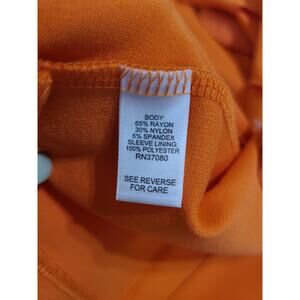 BODY:
65% RAYON
30% NYLON
5% SPANDEX
SLEEVE LINING:
100% POLYESTER
RN37080
SEE REVERSE
FOR CARE